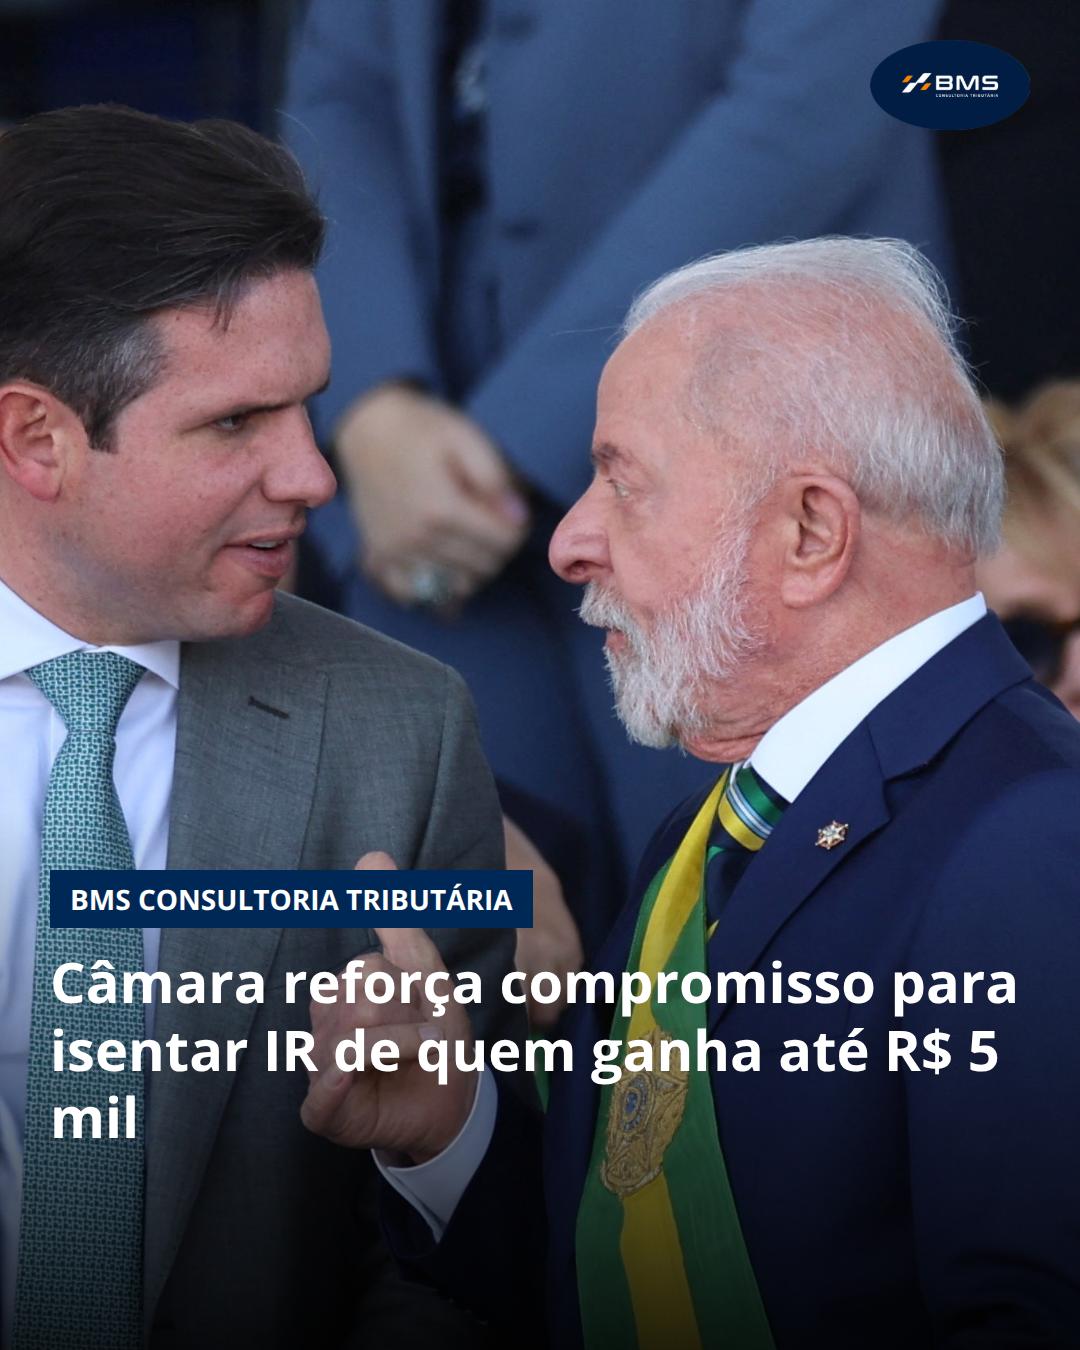 BMS
CONSULTORIA TRIBUTÁRIA
BMS CONSULTORIA TRIBUTÁRIA
Câmara reforça compromisso para
isentar IR de quem ganha até R$ 5
mil